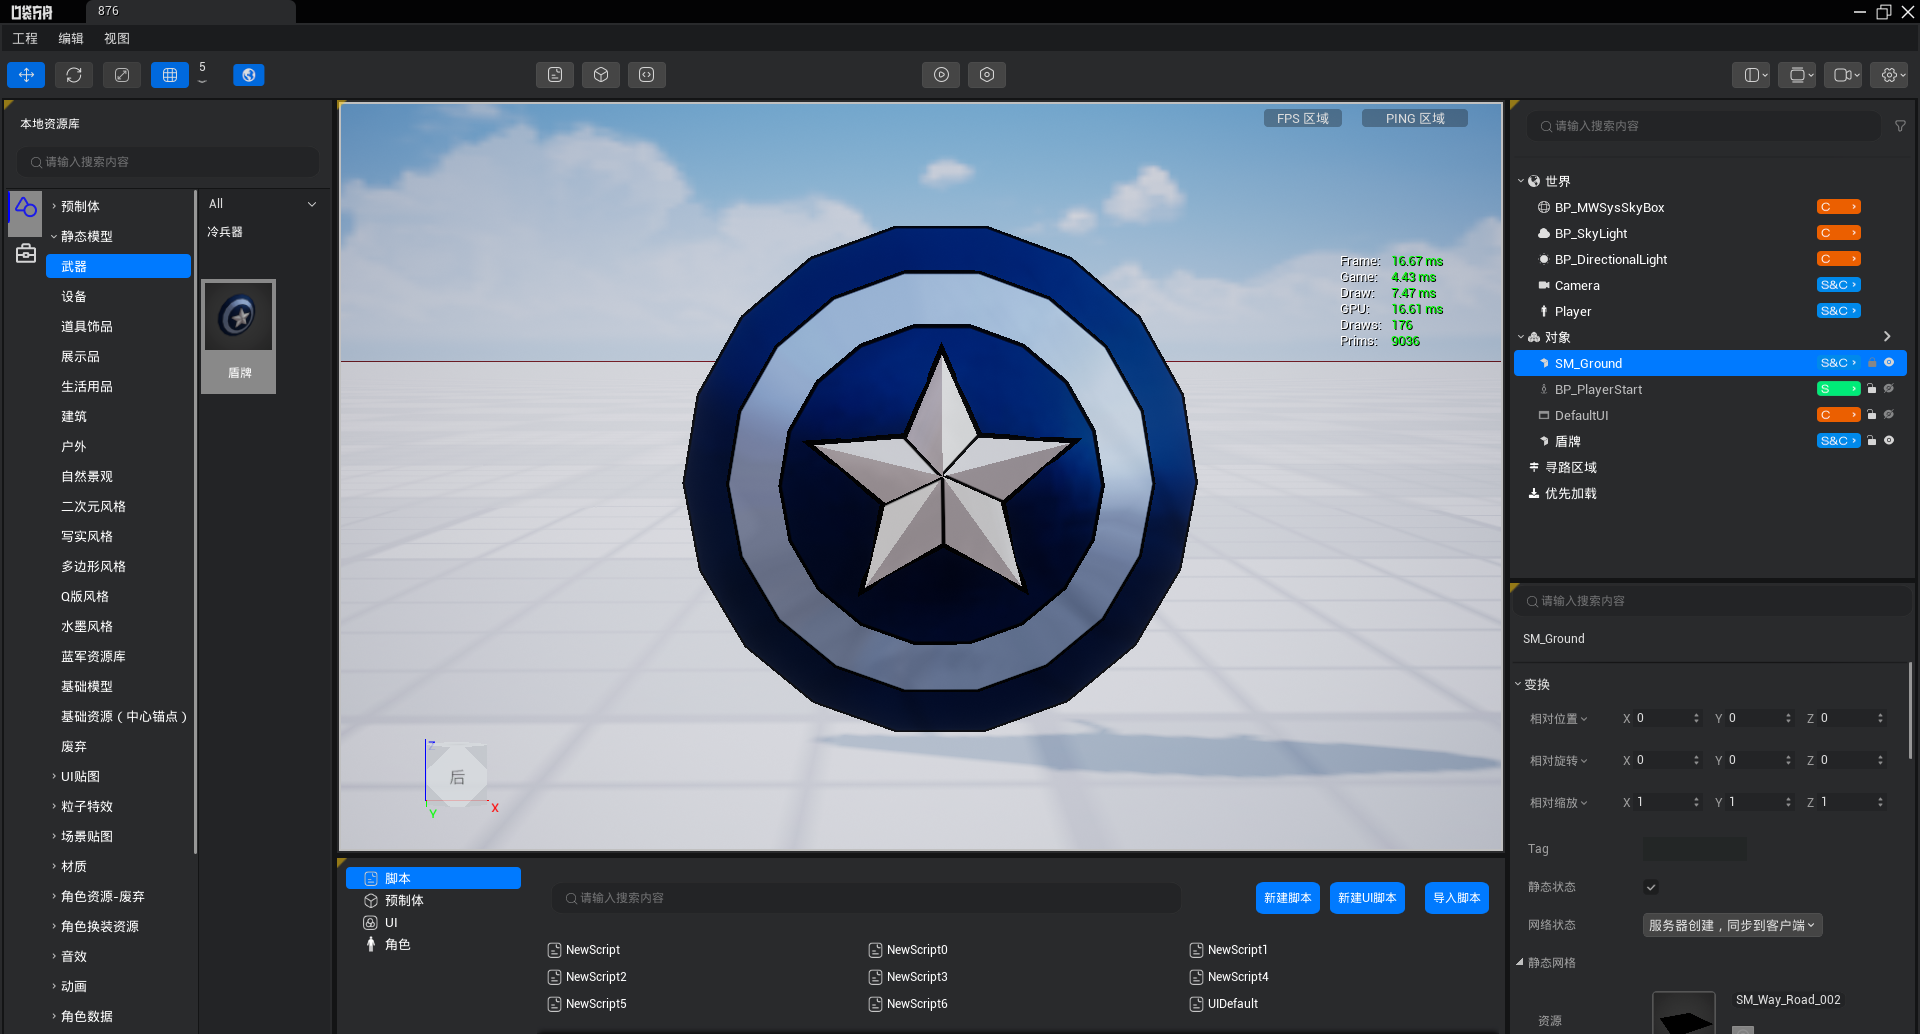 口袋方舟
876
工程 编辑 视图
5
本地资源库
请输入搜索内容
预制体
静态模型
武器
设备
道具饰品
展示品
生活用品
建筑
户外
自然景观
二次元风格
写实风格
多边形风格
Q版风格
水墨风格
蓝军资源库
基础模型
基础资源（中心锚点）
废弃
UI贴图
粒子特效
场景贴图
材质
角色资源-废弃
角色换装资源
音效
动画
角色数据
All
冷兵器
盾牌
FPS 区域 PING 区域
Frame: 16.67 ms
Game: 4.43 ms
Draw: 7.47 ms
GPU: 16.61 ms
Draws: 176
Prims: 9036
后
Z
X
Y
脚本
预制体
UI
角色
请输入搜索内容
新建脚本 新建UI脚本 导入脚本
NewScript NewScript0 NewScript1
NewScript2 NewScript3 NewScript4
NewScript5 NewScript6 UIDefault
请输入搜索内容
世界
BP_MWSysSkyBox C
BP_SkyLight C
BP_DirectionalLight C
Camera S&C
Player S&C
对象
SM_Ground S&C
BP_PlayerStart S
DefaultUI C
盾牌 S&C
寻路区域
优先加载
请输入搜索内容
SM_Ground
变换
相对位置 X 0 Y 0 Z 0
相对旋转 X 0 Y 0 Z 0
相对缩放 X 1 Y 1 Z 1
Tag
静态状态
网络状态 服务器创建，同步到客户端
静态网格
资源 SM_Way_Road_002